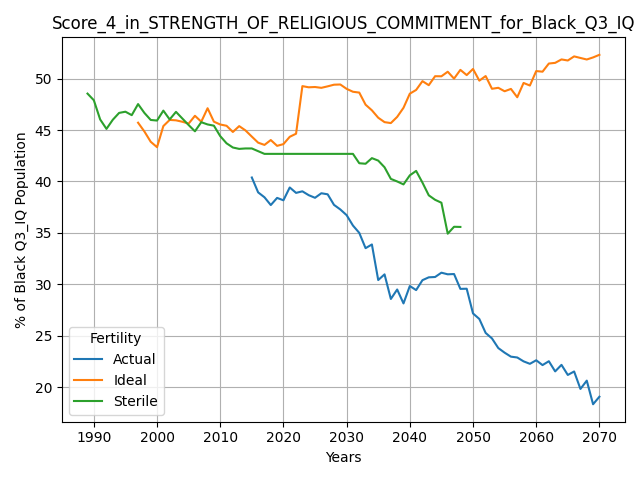 Score_4_in_STRENGTH_OF_RELIGIOUS_COMMITMENT_for_Black_Q3_IQ
% of Black Q3_IQ Population
50
45
40
35
30
25
20
Fertility
Actual
Ideal
Sterile
1990 2000 2010 2020 2030 2040 2050 2060 2070
Years